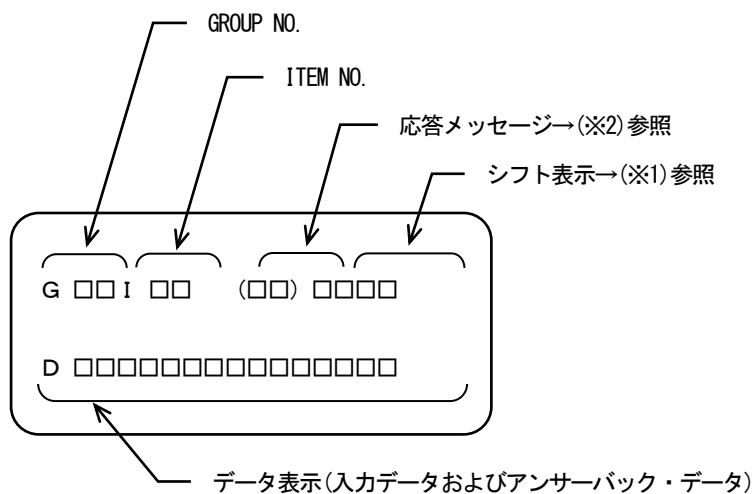 GROUP NO.
ITEM NO.
応答メッセージ→(※2)参照
シフト表示→(※1)参照
G □□ I □□ (□□) □□□□
D □□□□□□□□□□□□□□□
データ表示(入力データおよびアンサーバック・データ)